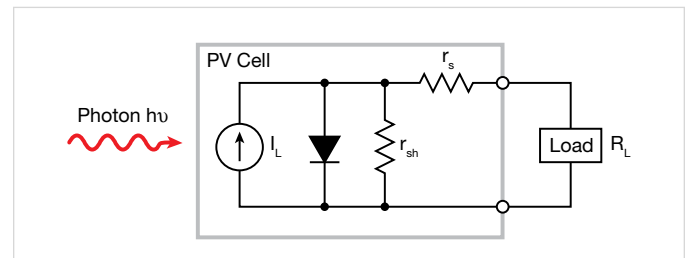 PV Cell
r_s
Photon hυ
I_L
r_sh
Load
R_L